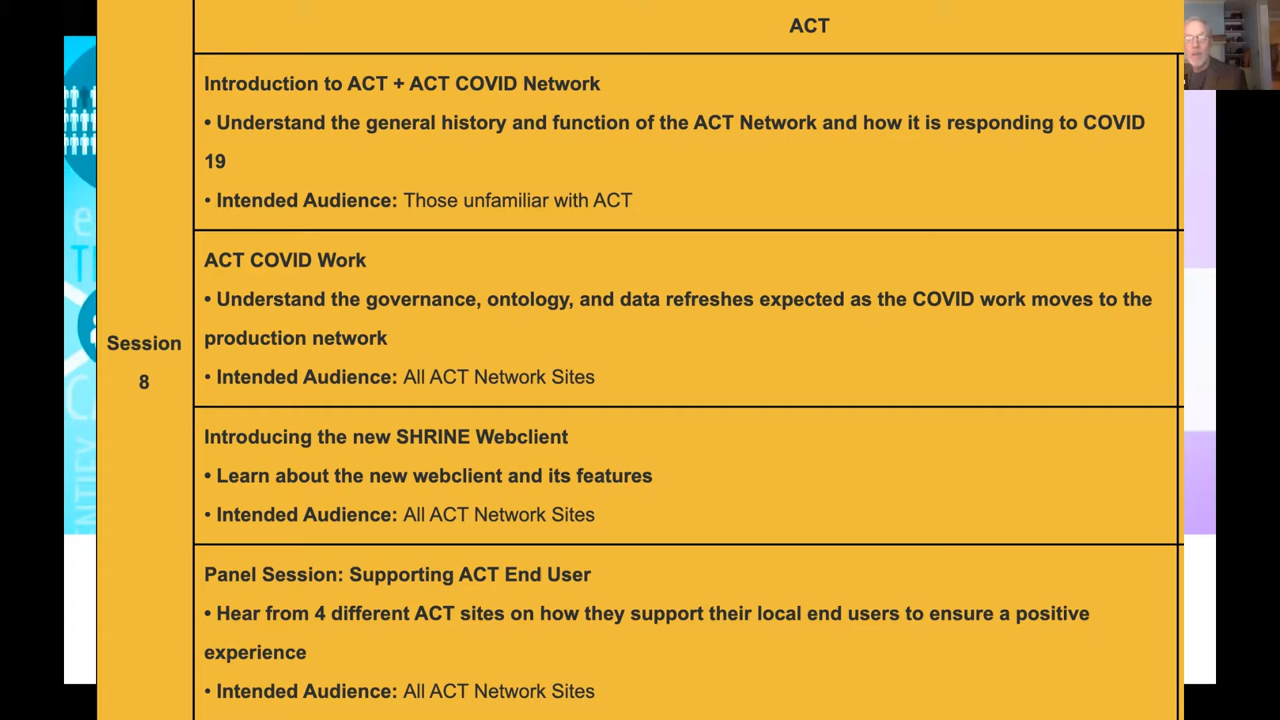 ACT
Introduction to ACT + ACT COVID Network
• Understand the general history and function of the ACT Network and how it is responding to COVID
19
• Intended Audience: Those unfamiliar with ACT
ACT COVID Work
• Understand the governance, ontology, and data refreshes expected as the COVID work moves to the
production network
• Intended Audience: All ACT Network Sites
Session
8
Introducing the new SHRINE Webclient
• Learn about the new webclient and its features
• Intended Audience: All ACT Network Sites
Panel Session: Supporting ACT End User
• Hear from 4 different ACT sites on how they support their local end users to ensure a positive
experience
• Intended Audience: All ACT Network Sites